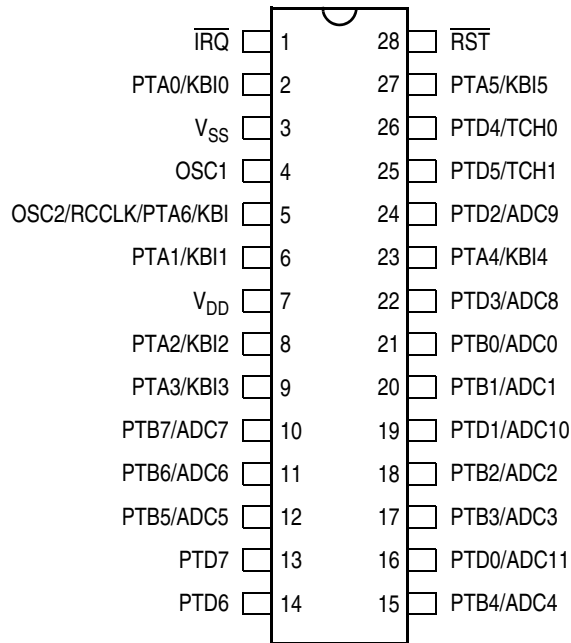 IRQ 1 28 RST
PTA0/KBI0 2 27 PTA5/KBI5
VSS 3 26 PTD4/TCH0
OSC1 4 25 PTD5/TCH1
OSC2/RCCLK/PTA6/KBI 5 24 PTD2/ADC9
PTA1/KBI1 6 23 PTA4/KBI4
VDD 7 22 PTD3/ADC8
PTA2/KBI2 8 21 PTB0/ADC0
PTA3/KBI3 9 20 PTB1/ADC1
PTB7/ADC7 10 19 PTD1/ADC10
PTB6/ADC6 11 18 PTB2/ADC2
PTB5/ADC5 12 17 PTB3/ADC3
PTD7 13 16 PTD0/ADC11
PTD6 14 15 PTB4/ADC4